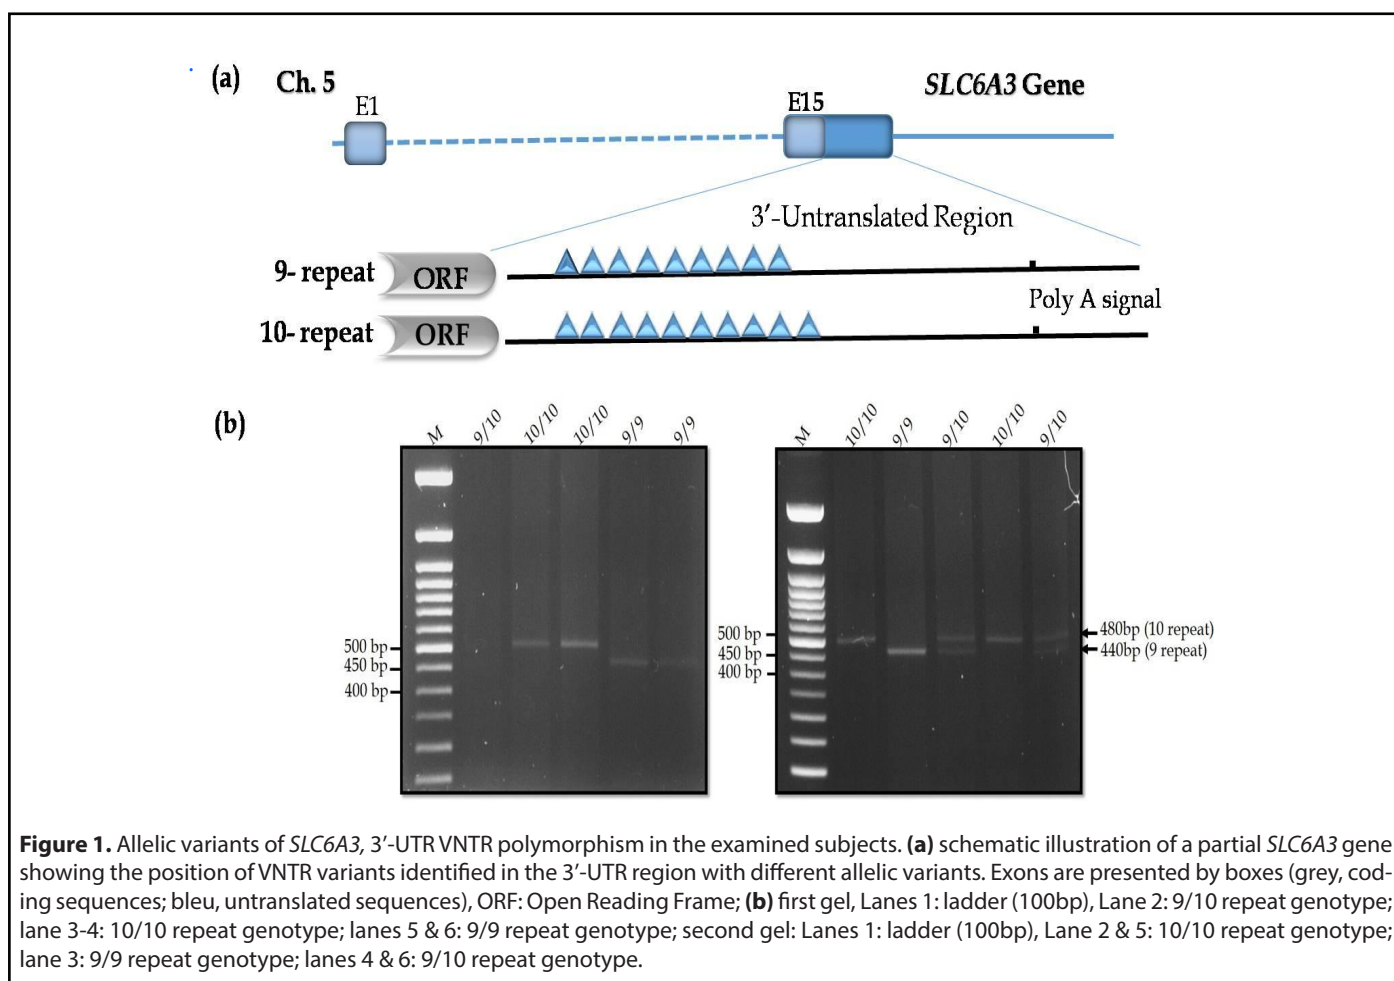 (a) Ch. 5 SLC6A3 Gene
E1 E15
3'-Untranslated Region
9- repeat ORF
Poly A signal
10- repeat ORF
(b)
M 9/10 10/10 10/10 9/9 9/9
M 10/10 9/9 9/10 10/10 9/10
500 bp
450 bp
400 bp
500 bp
450 bp
400 bp
480bp (10 repeat)
440bp (9 repeat)
Figure 1. Allelic variants of SLC6A3, 3'-UTR VNTR polymorphism in the examined subjects. (a) schematic illustration of a partial SLC6A3 gene
showing the position of VNTR variants identified in the 3'-UTR region with different allelic variants. Exons are presented by boxes (grey, cod-
ing sequences; bleu, untranslated sequences), ORF: Open Reading Frame; (b) first gel, Lanes 1: ladder (100bp), Lane 2: 9/10 repeat genotype;
lane 3-4: 10/10 repeat genotype; lanes 5 & 6: 9/9 repeat genotype; second gel: Lanes 1: ladder (100bp), Lane 2 & 5: 10/10 repeat genotype;
lane 3: 9/9 repeat genotype; lanes 4 & 6: 9/10 repeat genotype.